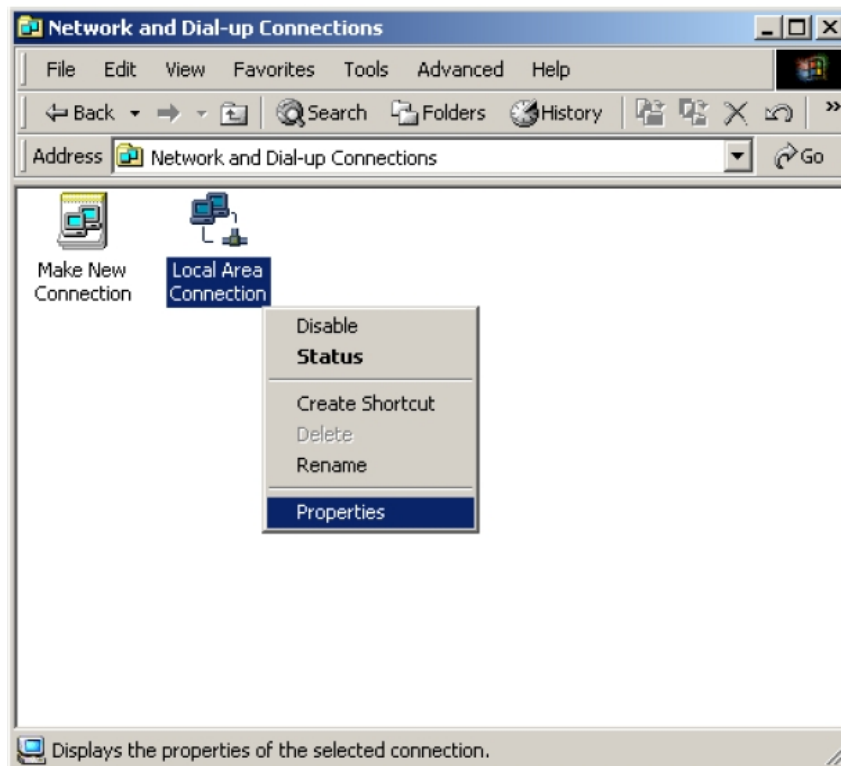 Network and Dial-up Connections
File Edit View Favorites Tools Advanced Help
Back Search Folders History »
Address Network and Dial-up Connections Go
Make New
Connection
Local Area
Connection
Disable
Status
Create Shortcut
Delete
Rename
Properties
Displays the properties of the selected connection.